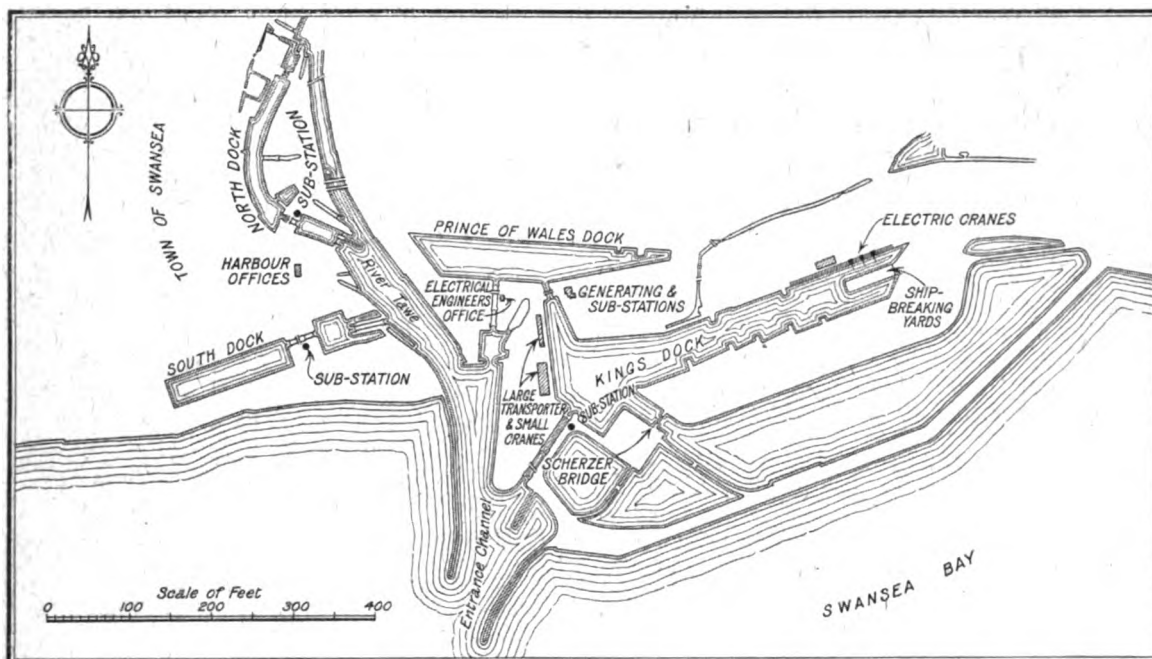 TOWN OF SWANSEA
NORTH DOCK
SUB-STATION
HARBOUR
OFFICES
River Tawe
PRINCE OF WALES DOCK
ELECTRICAL
ENGINEERS
OFFICE
GENERATING &
SUB-STATIONS
ELECTRIC CRANES
SHIP-
BREAKING
YARDS
SOUTH DOCK
SUB-STATION
KINGS DOCK
LARGE
TRANSPORTER
& SMALL
CRANES
SUB-STATION
SCHERZER
BRIDGE
Entrance Channel
Scale of Feet
0 100 200 300 400
SWANSEA BAY